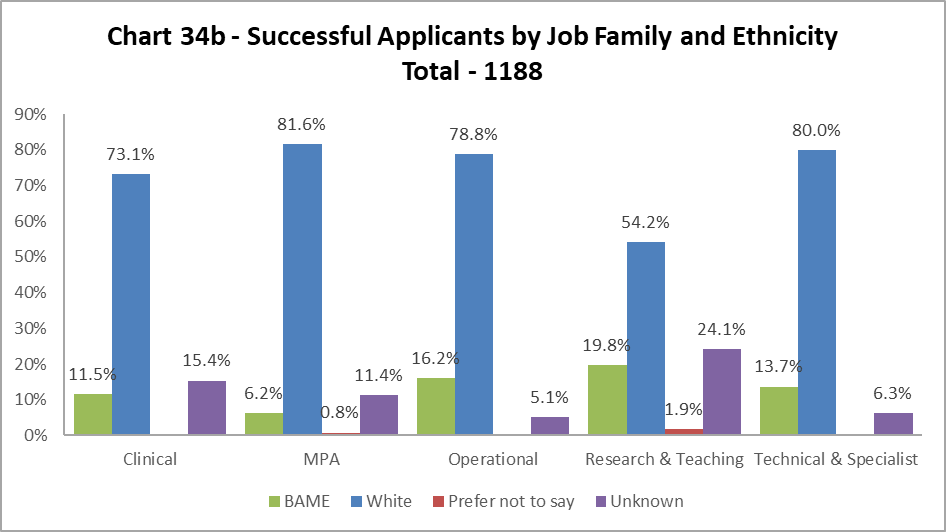 Chart 34b - Successful Applicants by Job Family and Ethnicity
Total - 1188
90%
80%
70%
60%
50%
40%
30%
20%
10%
0%
11.5%
73.1%
15.4%
6.2%
81.6%
0.8%
11.4%
16.2%
78.8%
5.1%
19.8%
54.2%
1.9%
24.1%
13.7%
80.0%
6.3%
Clinical
MPA
Operational
Research & Teaching
Technical & Specialist
BAME
White
Prefer not to say
Unknown